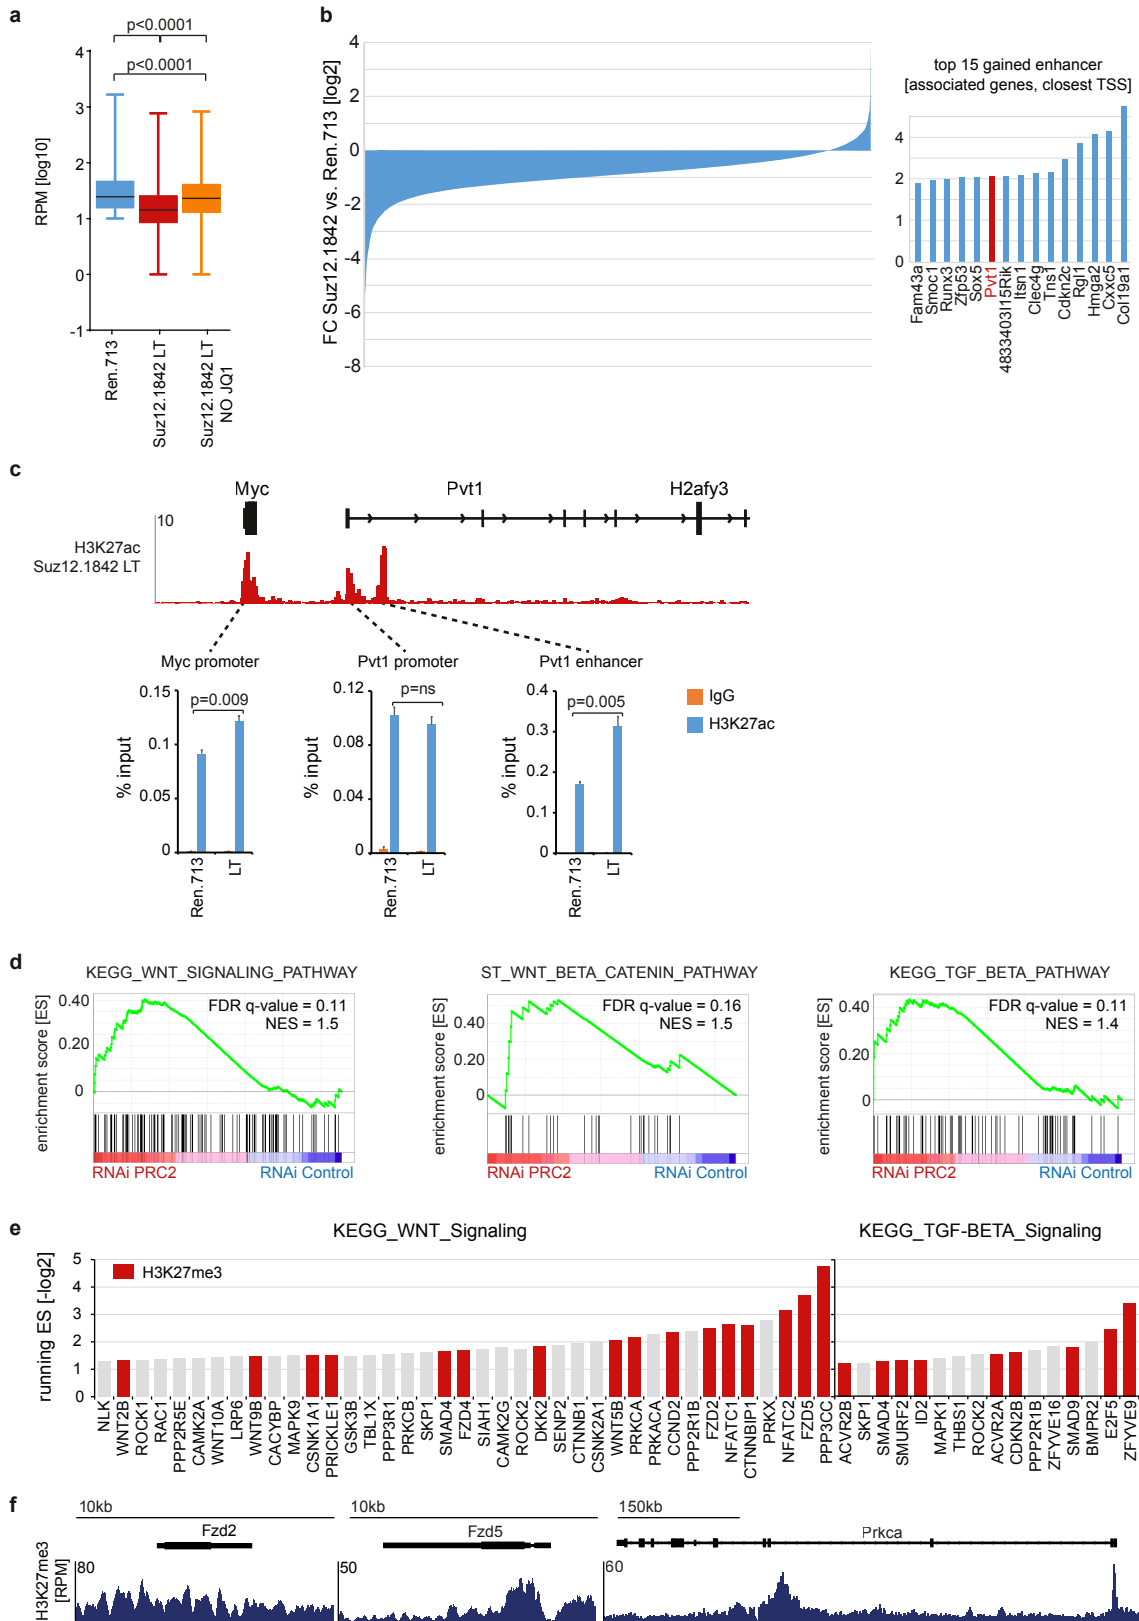 a
p<0.0001
p<0.0001
RPM [log10]
4
3
2
1
0
-1
Ren.713
Suz12.1842 LT
Suz12.1842 LT
NO JQ1
b
FC Suz12.1842 vs. Ren.713 [log2]
4
2
0
-2
-4
-6
-8
top 15 gained enhancer
[associated genes, closest TSS]
4
2
0
Fam43a
Smoc1
Runx3
Zfp53
Sox5
Pvt1
4833403I15Rik
Itsn1
Clec4g
Tns1
Cdkn2c
Rgl1
Hmga2
Cxxc5
Col19a1
c
Myc
Pvt1
H2afy3
10
H3K27ac
Suz12.1842 LT
Myc promoter
Pvt1 promoter
Pvt1 enhancer
% input
0.15
0.1
0.05
0
p=0.009
Ren.713
LT
% input
0.12
0.08
0.04
0
p=ns
Ren.713
LT
% input
0.4
0.3
0.2
0.1
0
p=0.005
Ren.713
LT
IgG
H3K27ac
d
KEGG_WNT_SIGNALING_PATHWAY
enrichment score [ES]
0.40
0.20
0
FDR q-value = 0.11
NES = 1.5
RNAi PRC2
RNAi Control
ST_WNT_BETA_CATENIN_PATHWAY
enrichment score [ES]
0.40
0.20
0
FDR q-value = 0.16
NES = 1.5
RNAi PRC2
RNAi Control
KEGG_TGF_BETA_PATHWAY
enrichment score [ES]
0.40
0.20
0
FDR q-value = 0.11
NES = 1.4
RNAi PRC2
RNAi Control
e
KEGG_WNT_Signaling
KEGG_TGF-BETA_Signaling
running ES [-log2]
5
4
3
2
1
0
H3K27me3
NLK
WNT2B
ROCK1
RAC1
PPP2R5E
CAMK2A
WNT10A
LRP6
WNT9B
CACYBP
MAPK9
CSNK1A1
PRICKLE1
GSK3B
TBL1X
PPP3R1
PRKCB
SKP1
SMAD4
FZD4
SIAH1
CAMK2G
ROCK2
DKK2
SENP2
CTNNB1
CSNK2A1
WNT5B
PRKCA
PRKACA
CCND2
PPP2R1B
FZD2
NFATC1
CTNNBIP1
PRKX
NFATC2
FZD5
PPP3CC
ACVR2B
SKP1
SMAD4
SMURF2
ID2
MAPK1
THBS1
ROCK2
ACVR2A
CDKN2B
PPP2R1B
ZFYVE16
SMAD9
BMPR2
E2F5
ZFYVE9
f
10kb
10kb
150kb
Fzd2
Fzd5
Prkca
H3K27me3
[RPM]
80
50
60